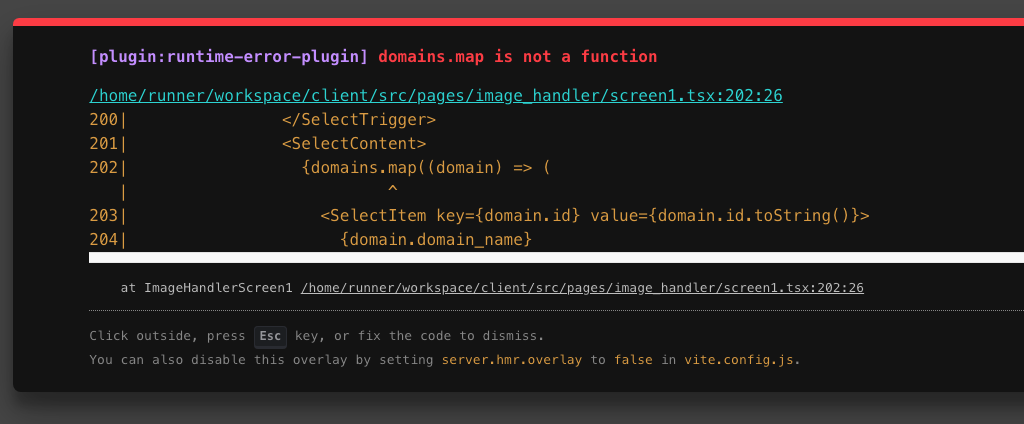 [plugin:runtime-error-plugin] domains.map is not a function
/home/runner/workspace/client/src/pages/image_handler/screen1.tsx:202:26
200|                </SelectTrigger>
201|                <SelectContent>
202|                  {domains.map((domain) => (
   |                           ^
203|                    <SelectItem key={domain.id} value={domain.id.toString()}>
204|                      {domain.domain_name}
at ImageHandlerScreen1 /home/runner/workspace/client/src/pages/image_handler/screen1.tsx:202:26
Click outside, press Esc key, or fix the code to dismiss.
You can also disable this overlay by setting server.hmr.overlay to false in vite.config.js.